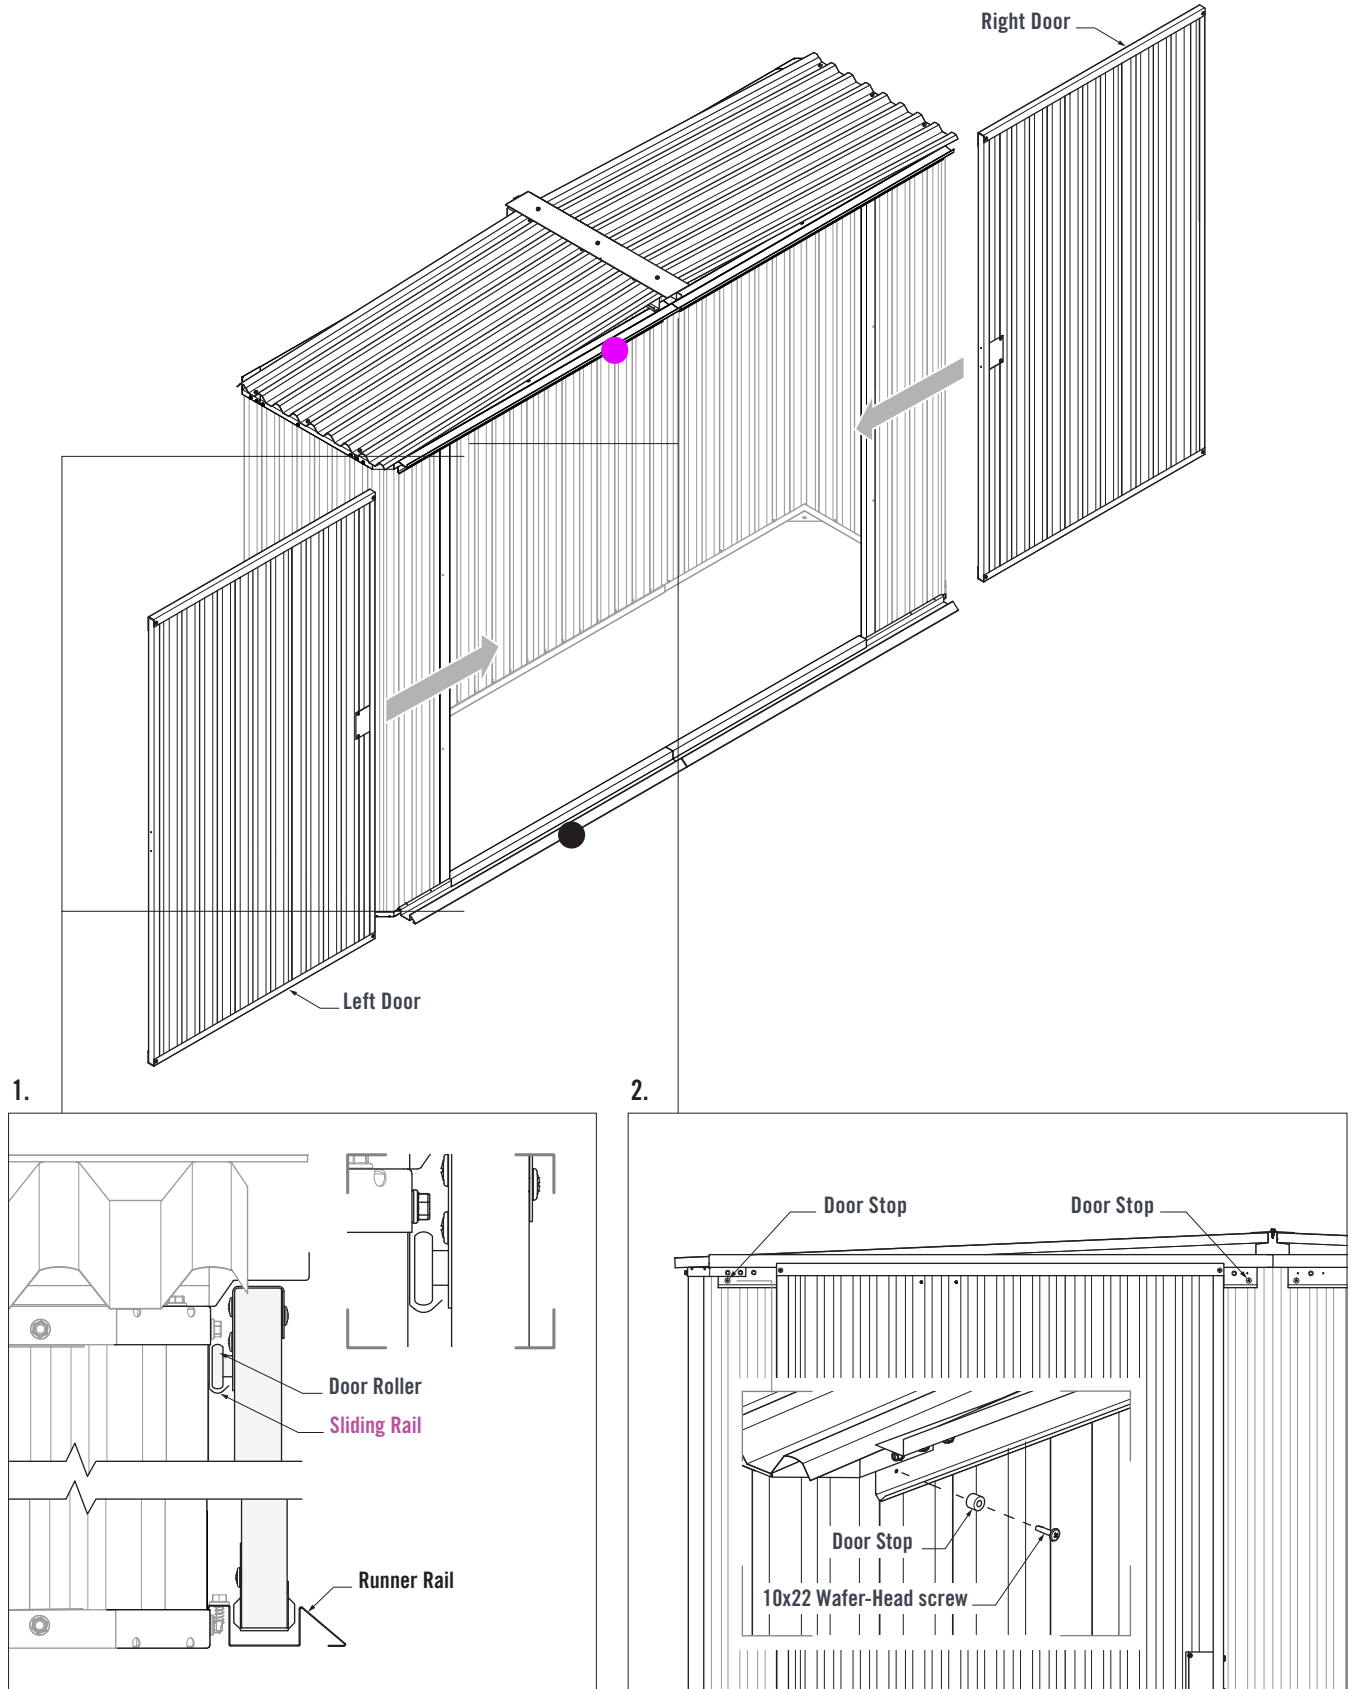 Right Door
Left Door
1.
2.
Door Stop
Door Stop
Door Roller
Sliding Rail
Runner Rail
Door Stop
10x22 Wafer-Head screw